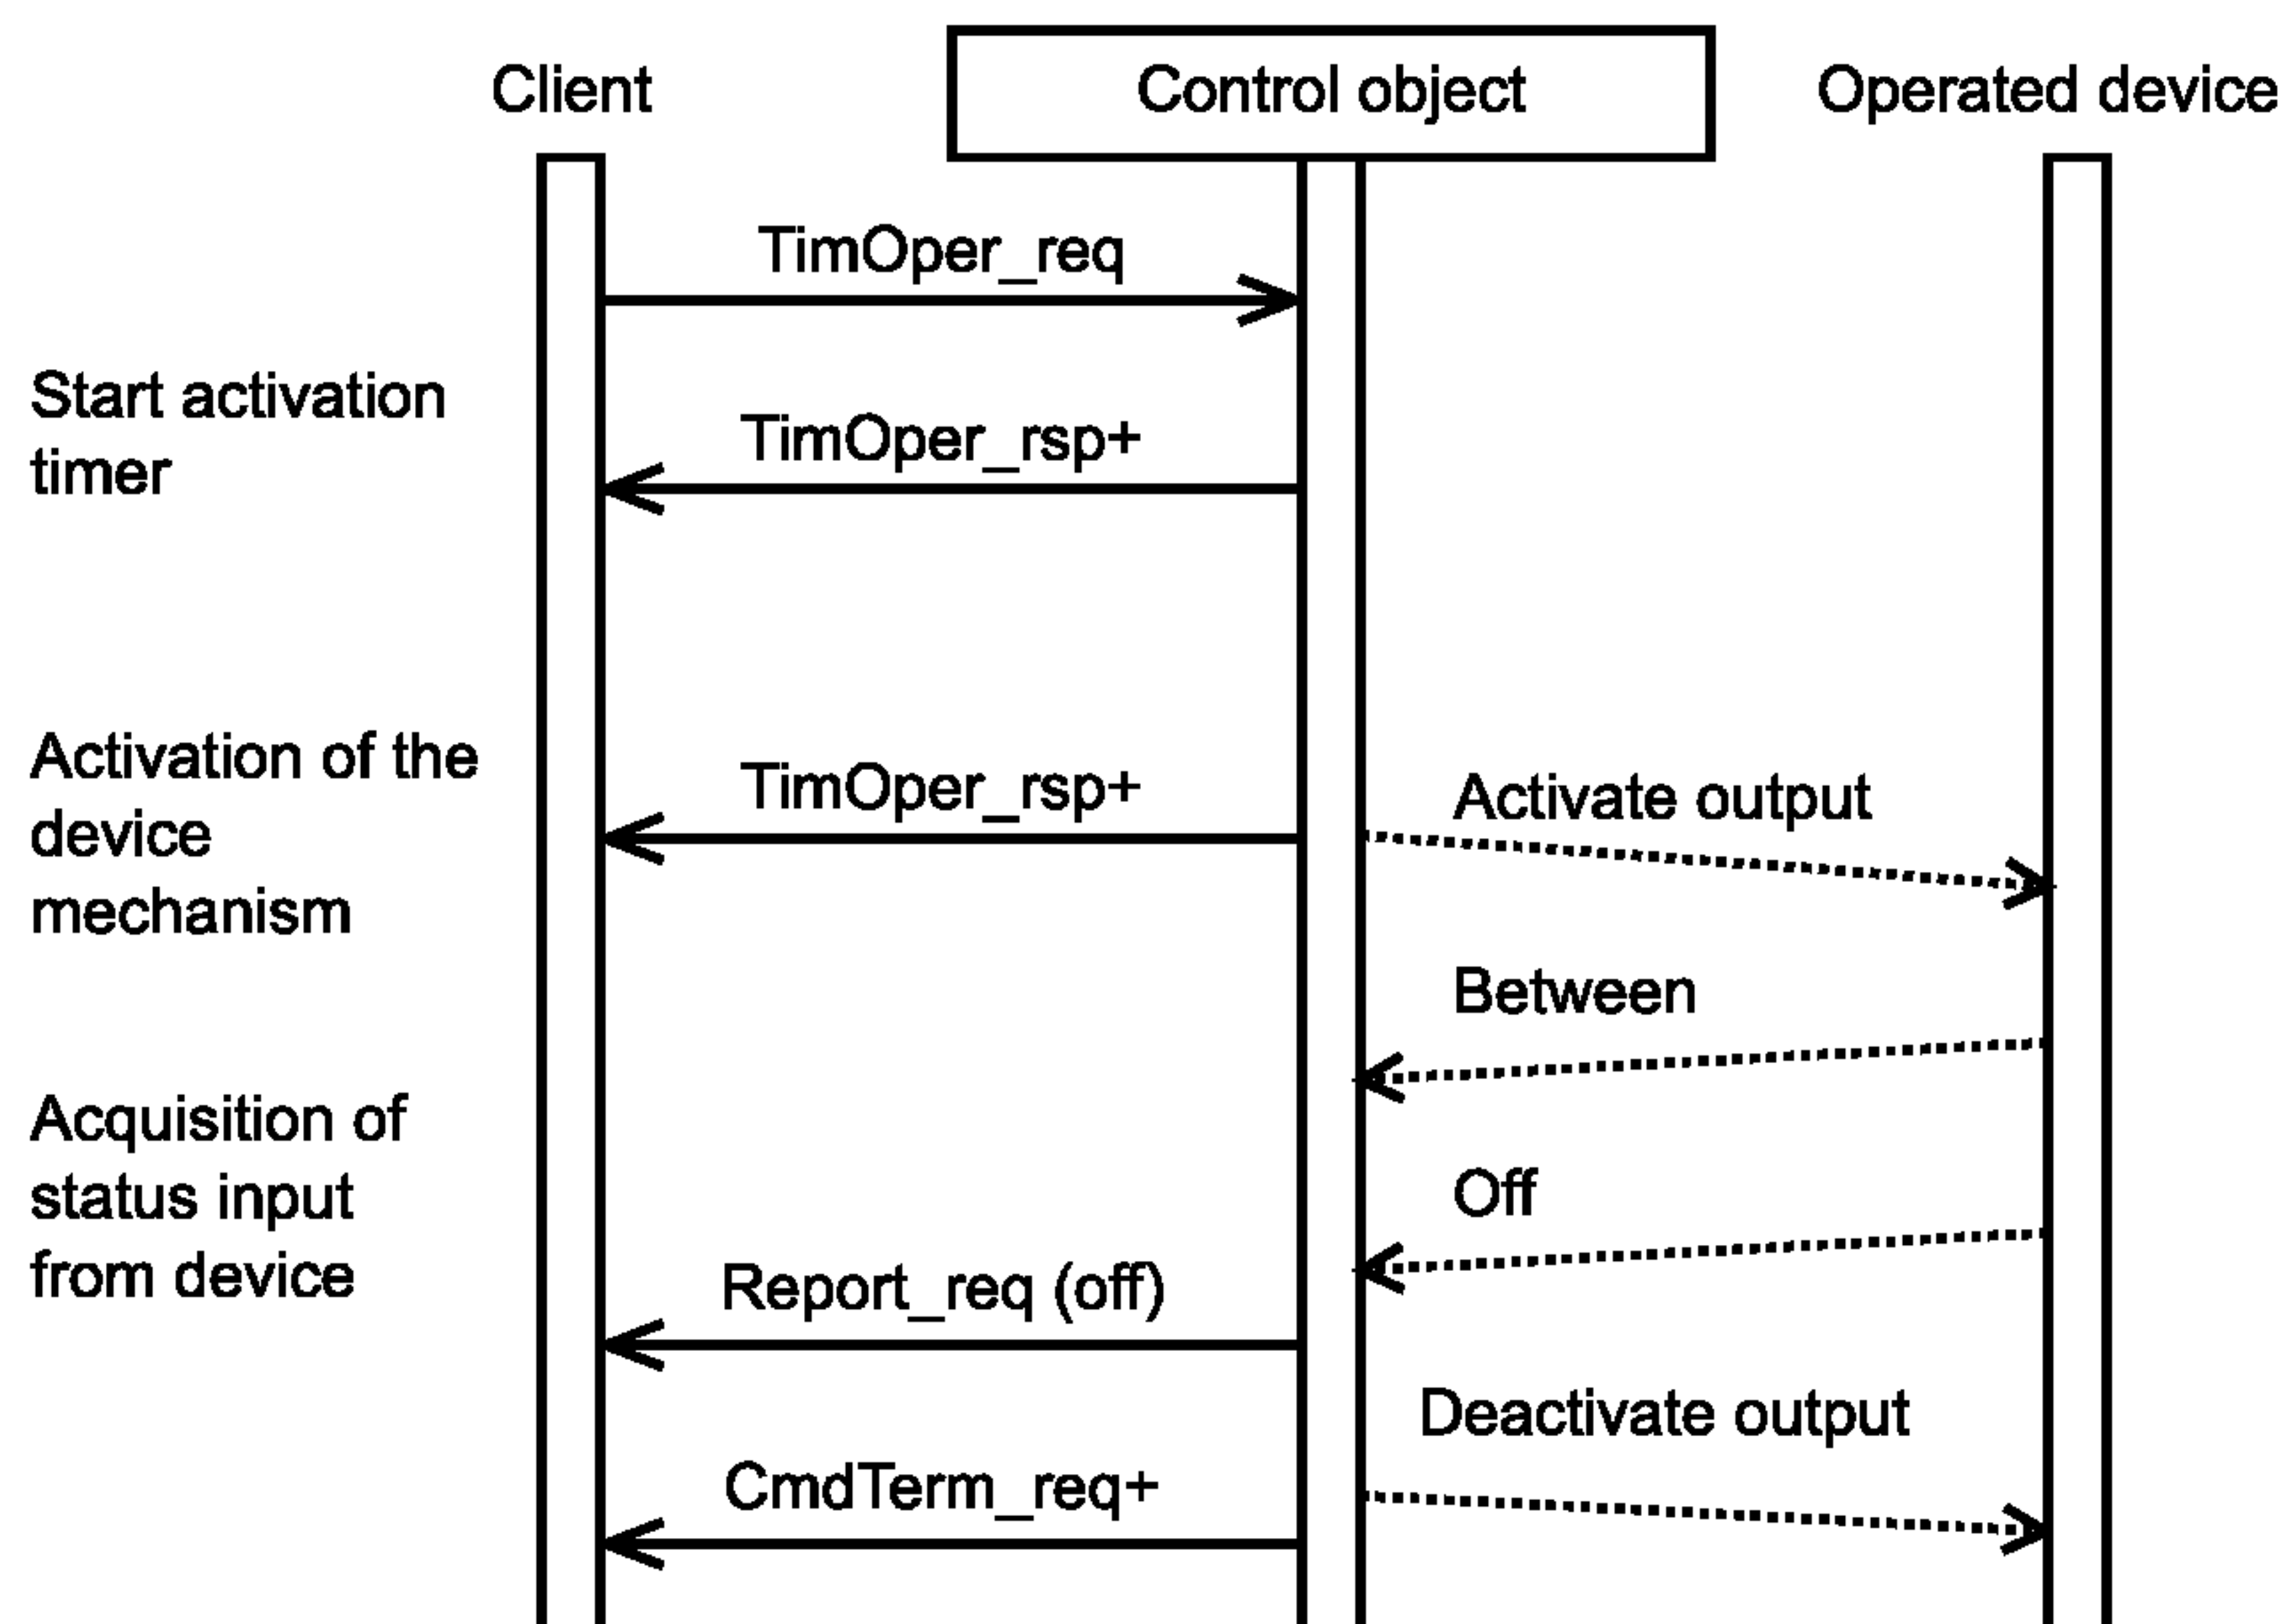 Client
Control object
Operated device
TimOper_req
Start activation
timer
TimOper_rsp+
Activation of the
device
mechanism
TimOper_rsp+
Activate output
Between
Acquisition of
status input
from device
Off
Report_req (off)
Deactivate output
CmdTerm_req+